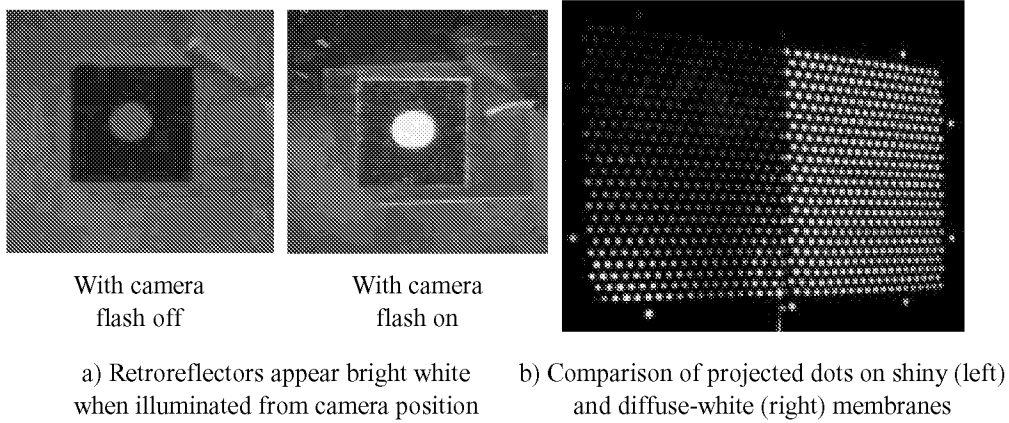 With camera
flash off
With camera
flash on
a) Retroreflectors appear bright white
when illuminated from camera position
b) Comparison of projected dots on shiny (left)
and diffuse-white (right) membranes